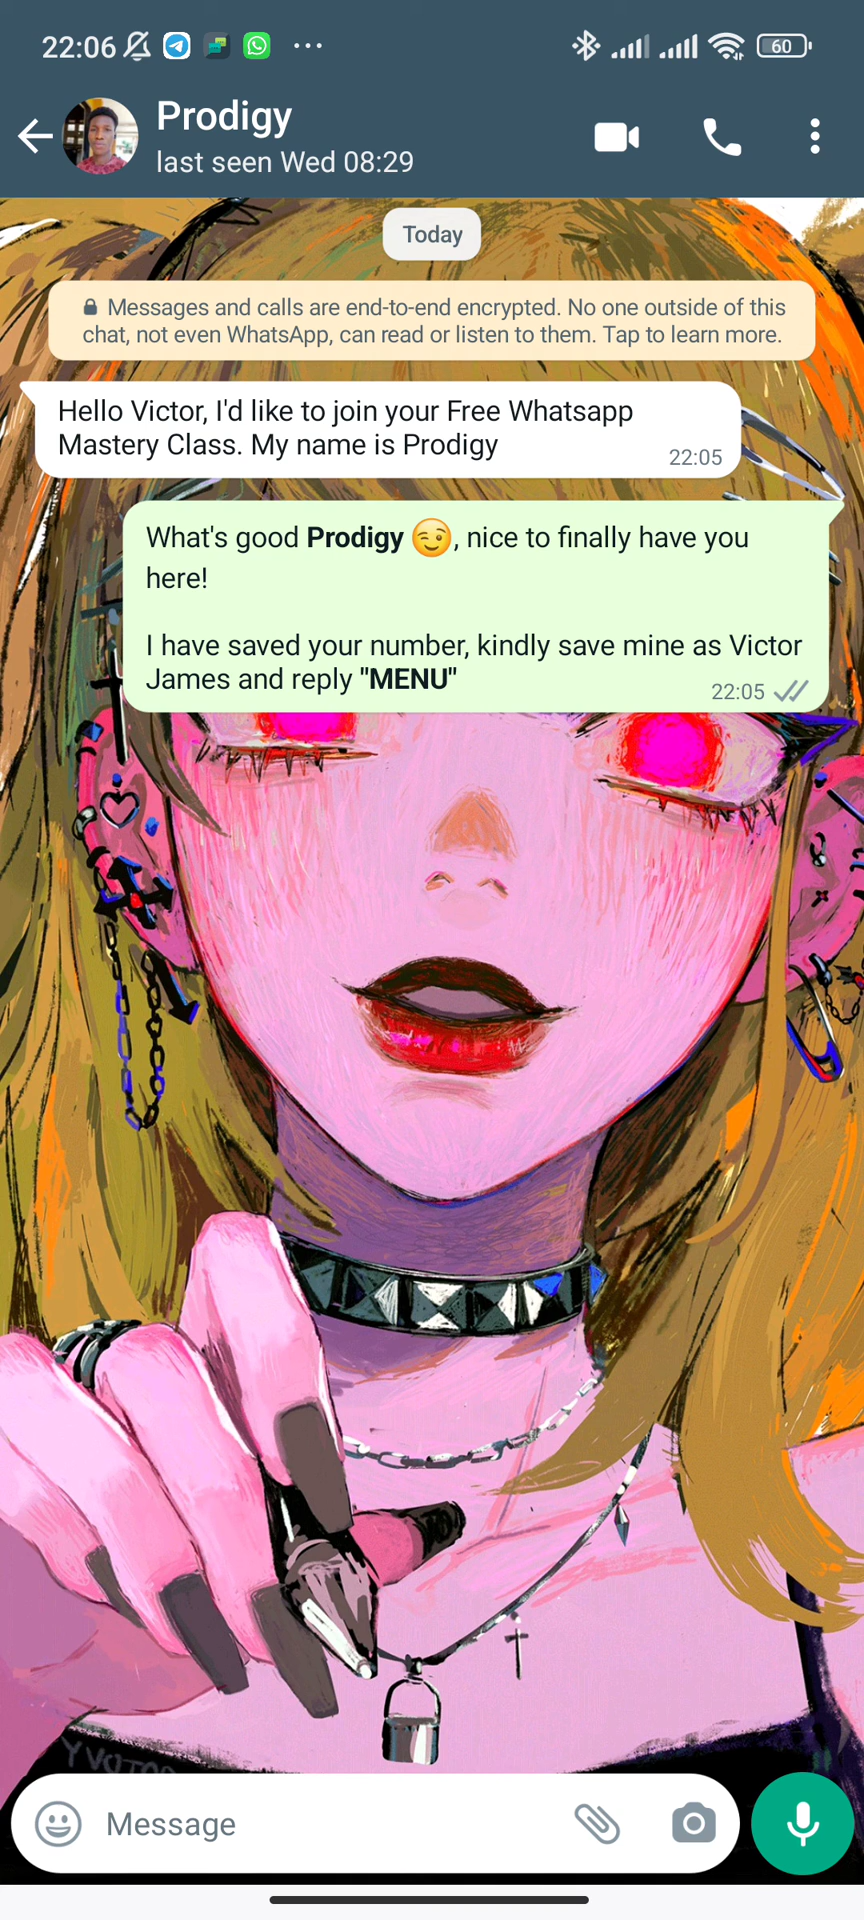 22:06
60
Prodigy
last seen Wed 08:29
Today
Messages and calls are end-to-end encrypted. No one outside of this
chat, not even WhatsApp, can read or listen to them. Tap to learn more.
Hello Victor, I'd like to join your Free Whatsapp
Mastery Class. My name is Prodigy
22:05
What's good Prodigy 😉, nice to finally have you
here!
I have saved your number, kindly save mine as Victor
James and reply "MENU"
22:05
Message